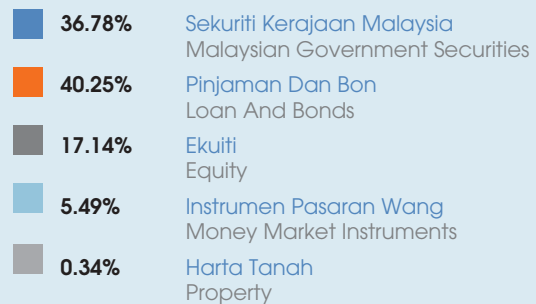 36.78% Sekuriti Kerajaan Malaysia
Malaysian Government Securities
40.25% Pinjaman Dan Bon
Loan And Bonds
17.14% Ekuiti
Equity
5.49% Instrumen Pasaran Wang
Money Market Instruments
0.34% Harta Tanah
Property